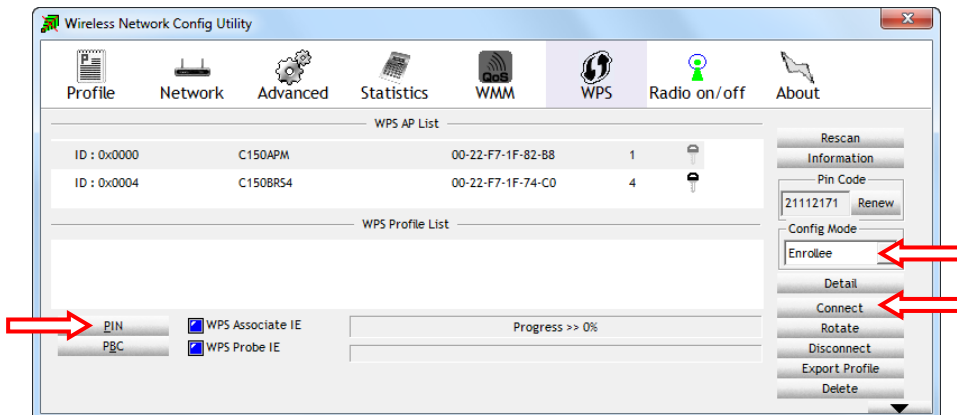 Wireless Network Config Utility
Profile Network Advanced Statistics QoS WMM WPS Radio on/off About
WPS AP List
ID : 0x0000 C150APM 00-22-F7-1F-82-B8 1
ID : 0x0004 C150BRS4 00-22-F7-1F-74-C0 4
WPS Profile List
Rescan
Information
Pin Code
21112171 Renew
Config Mode
Enrollee
Detail
Connect
Rotate
Disconnect
Export Profile
Delete
PIN WPS Associate IE Progress >> 0%
PBC WPS Probe IE